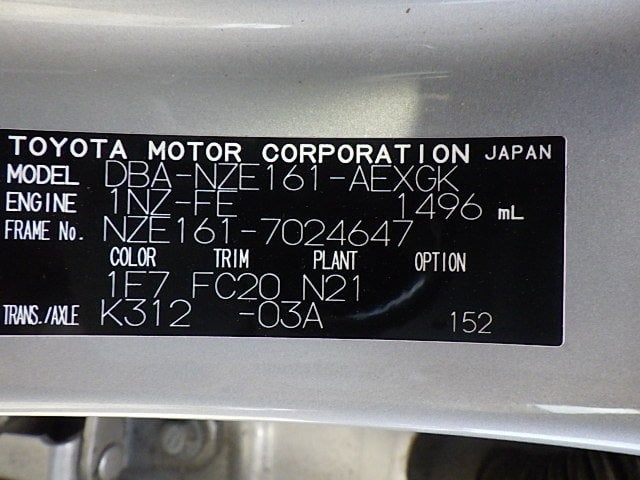 TOYOTA MOTOR CORPORATION JAPAN
MODEL DBA-NZE161-AEXGK
ENGINE 1NZ-FE 1496 mL
FRAME No. NZE161-7024647
COLOR TRIM PLANT OPTION
1E7 FC20 N21
TRANS./AXLE K312 -03A 152